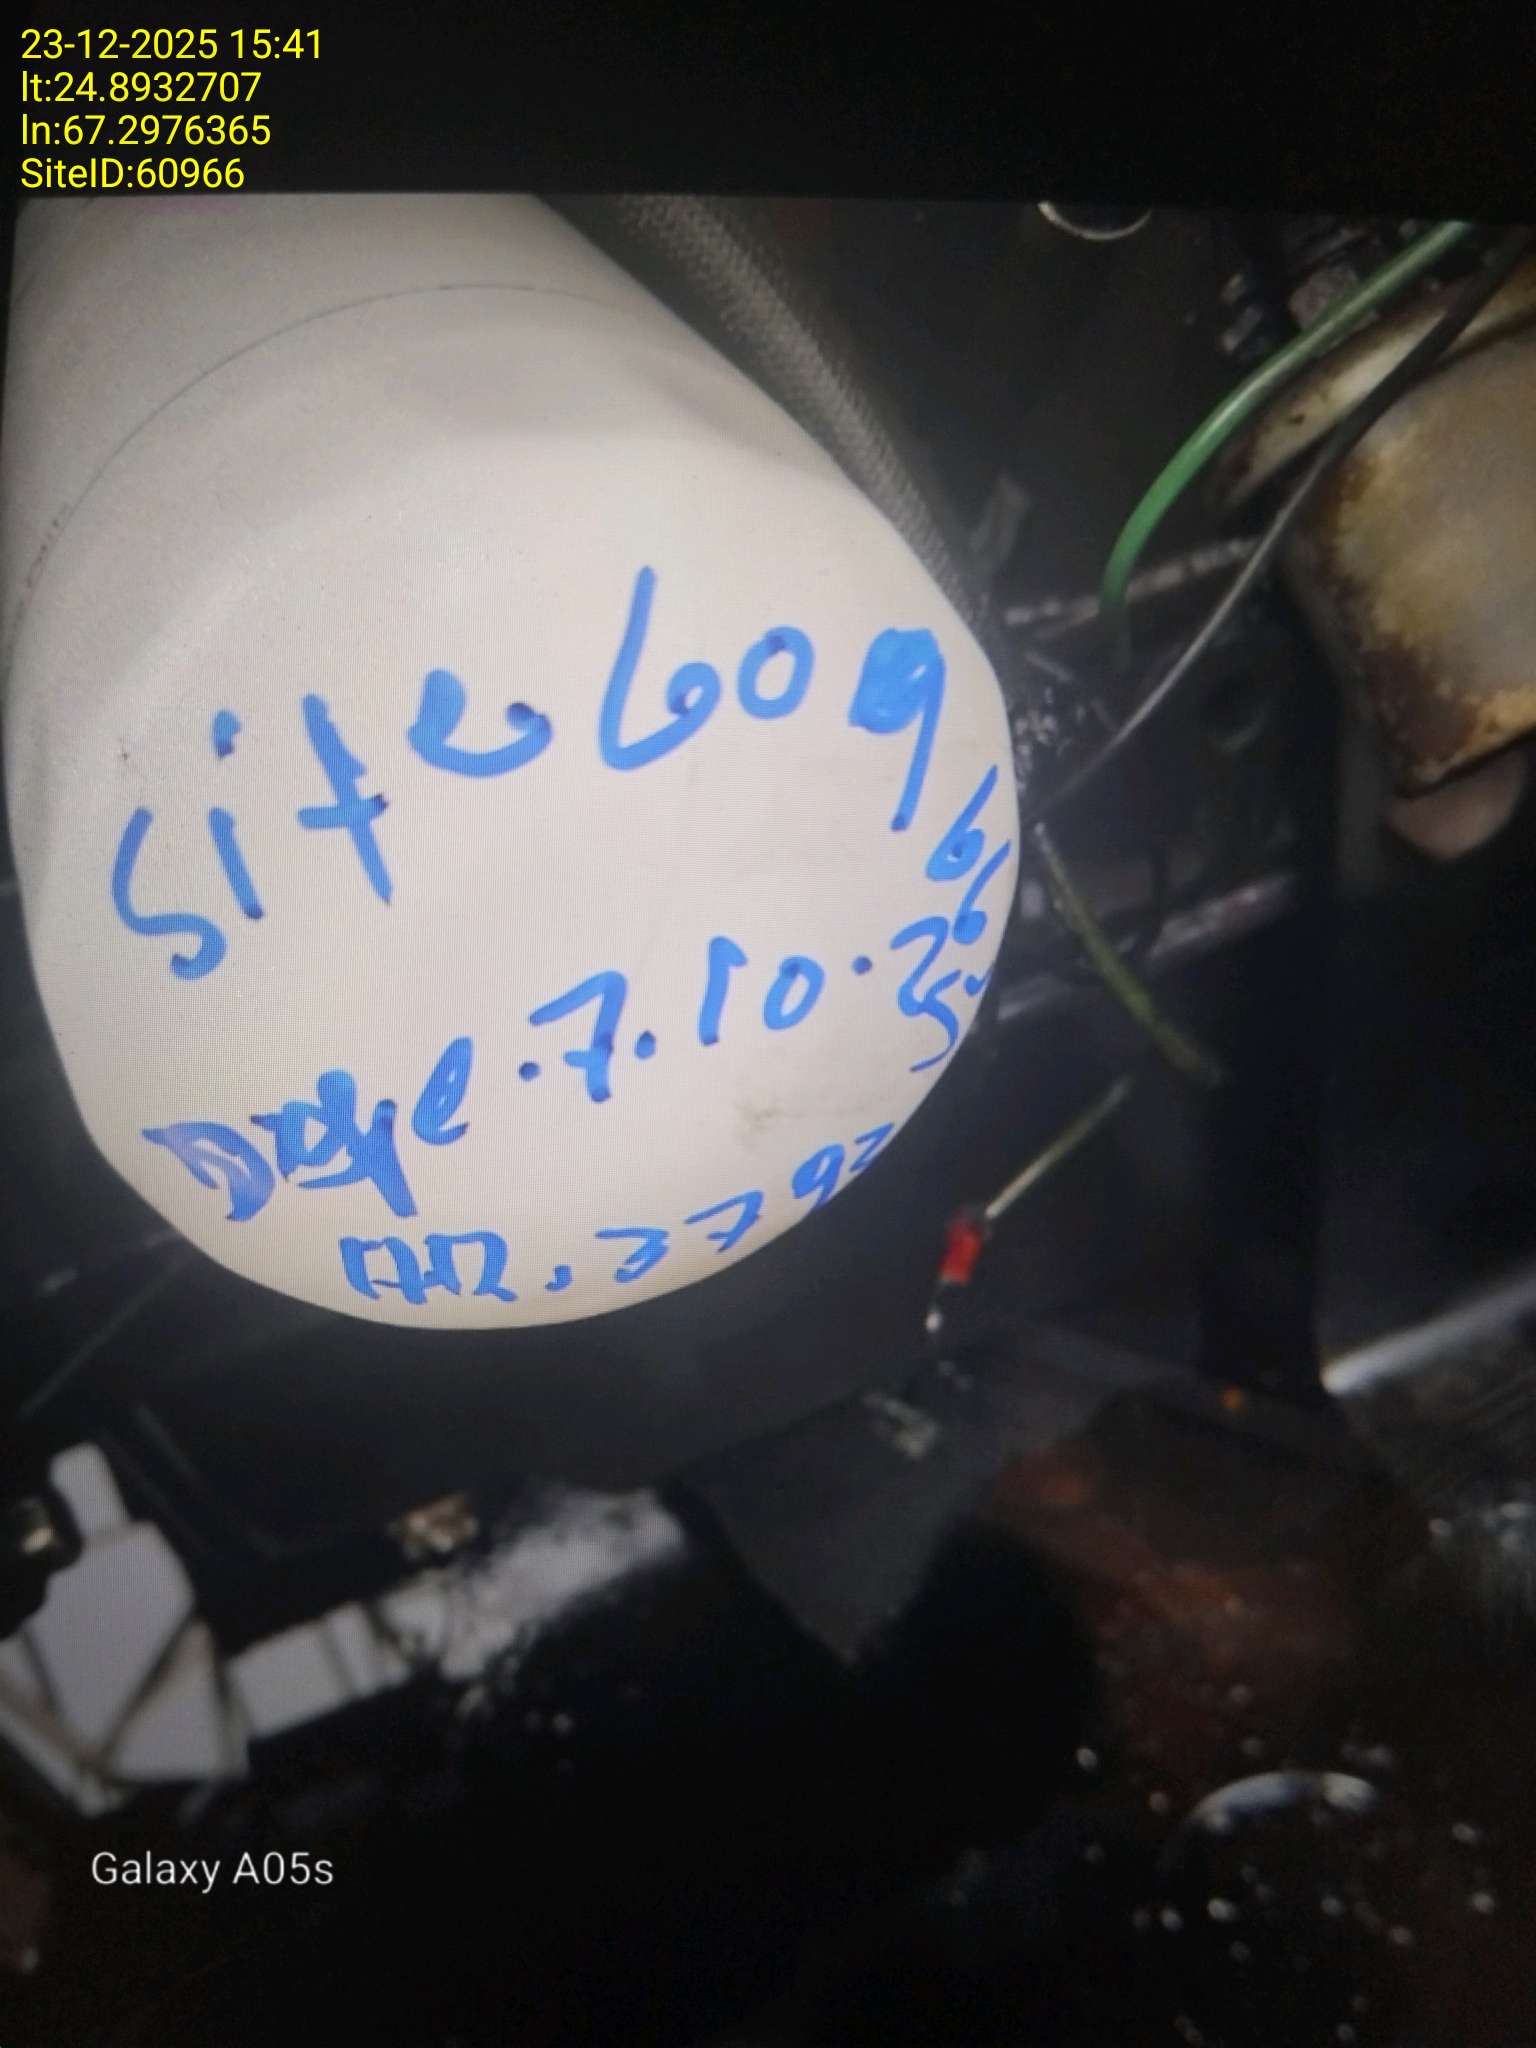 23-12-2025 15:41
lt:24.8932707
ln:67.2976365
SiteID:60966
Site 60966
7.10.25
3792
Galaxy A05s